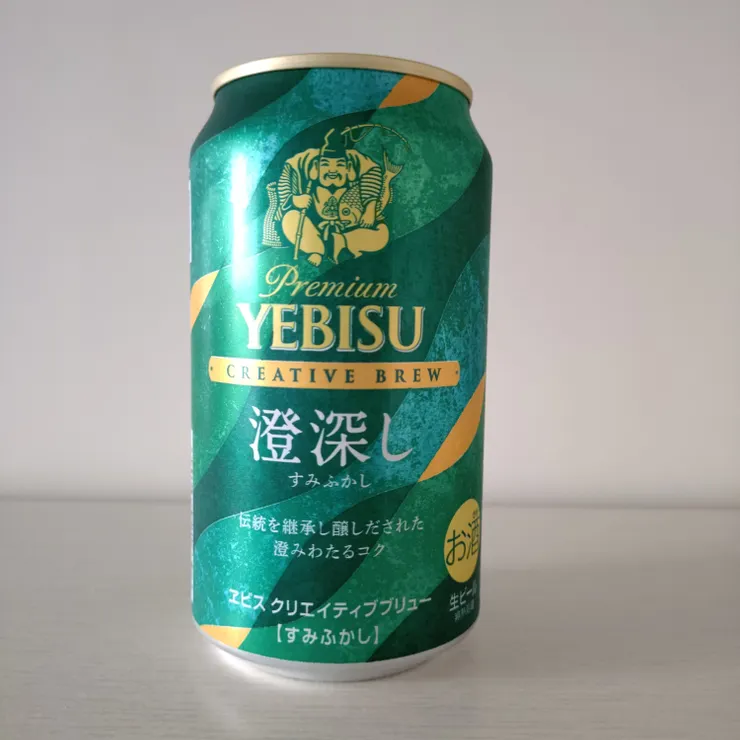 Premium
YEBISU
CREATIVE BREW
澄深し
すみふかし
伝統を継承し醸しだされた
澄みわたるコク
お酒
生ビール
ヱビス クリエイティブブリュー
【すみふかし】